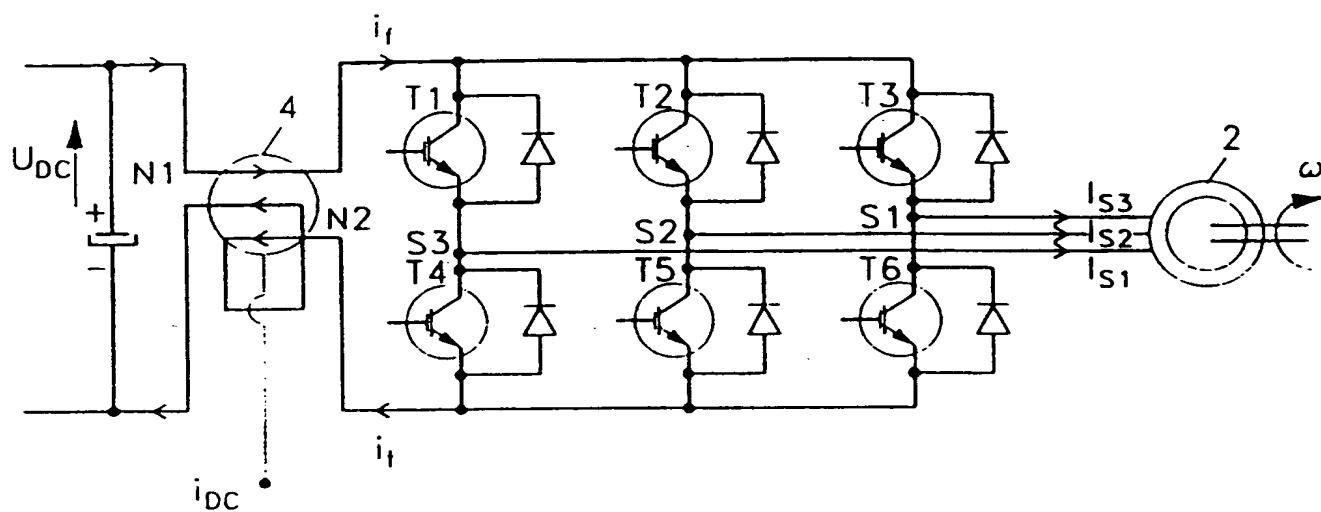 i_f
T1 T2 T3
4
2
U_DC
N1
ω
+
N2
I_S3
S3 S2 S1
I_S2
-
T4 T5 T6
I_S1
i_t
i_DC